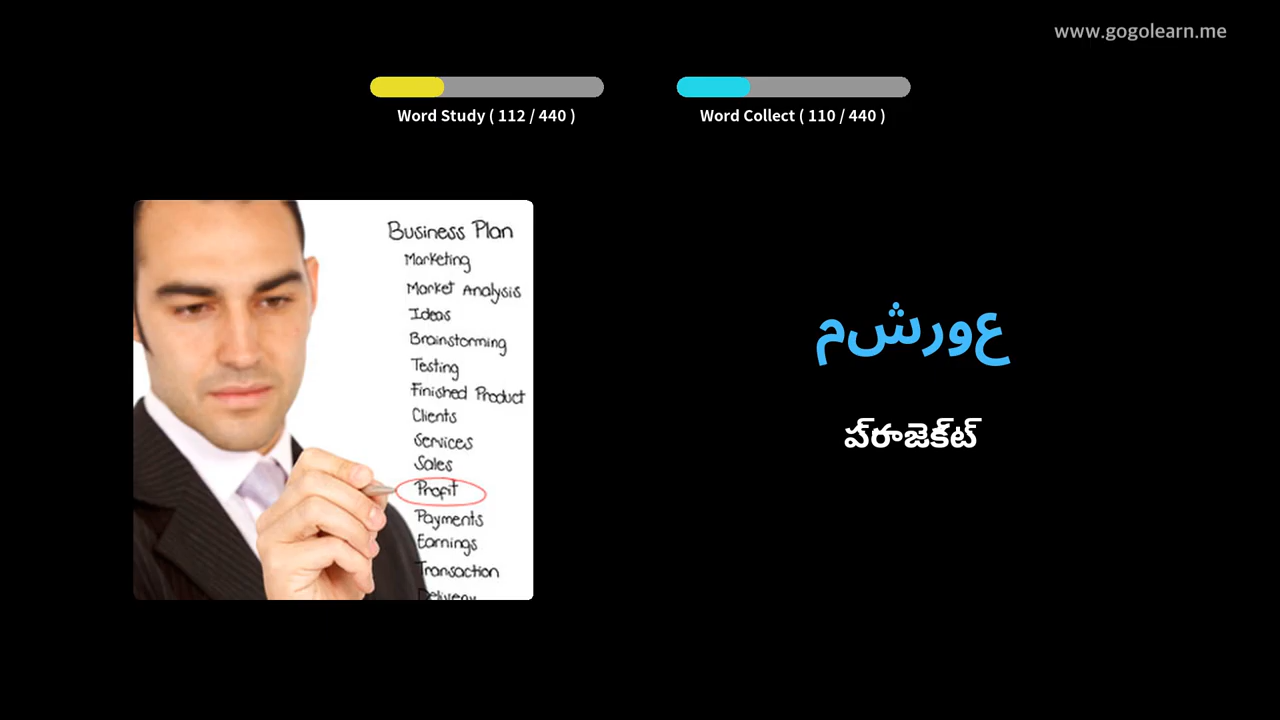 www.gogolearn.me
Word Study ( 112 / 440 )
Word Collect ( 110 / 440 )
Business Plan
Marketing
Market Analysis
Ideas
Brainstorming
Testing
Finished Product
Clients
Services
Sales
Profit
Payments
Earnings
Transaction
Delivery
مشروع
ప్రాజెక్ట్